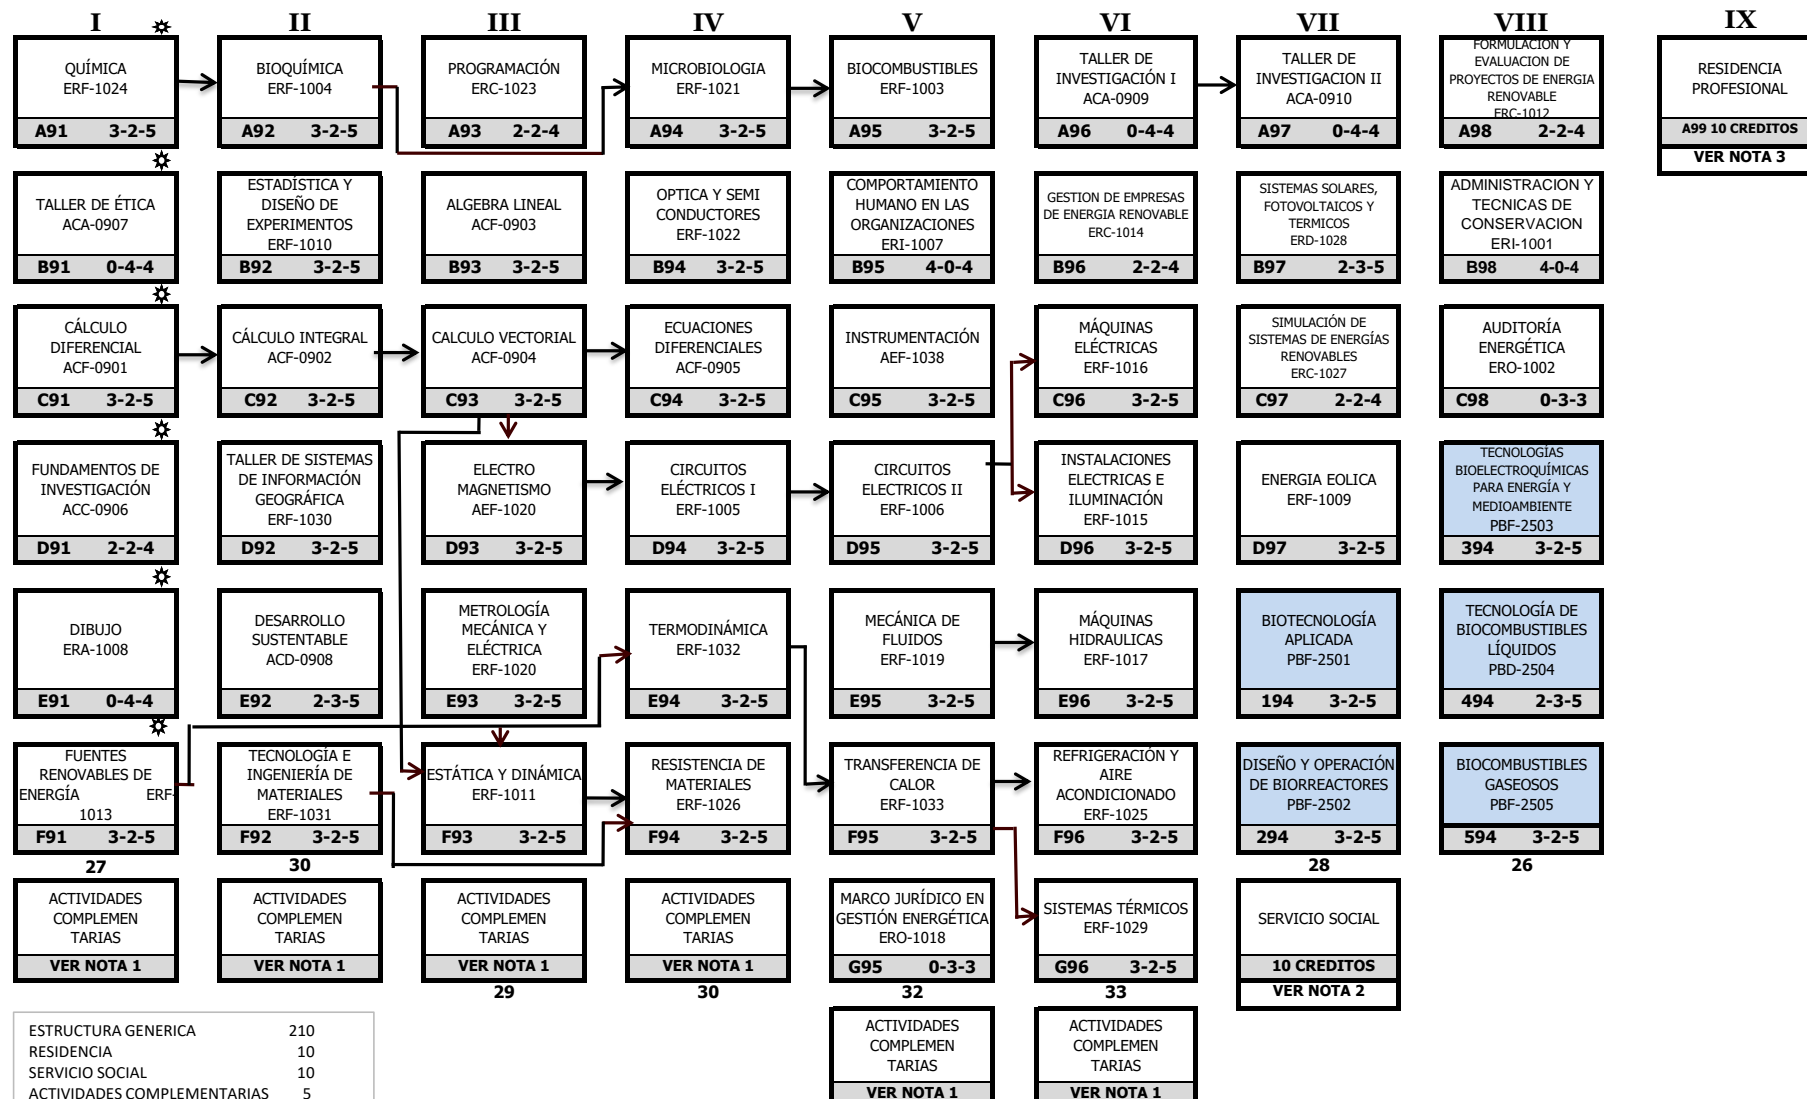 I II III IV V VI VII VIII IX
QUÍMICA
ERF-1024
A91 3-2-5
BIOQUÍMICA
ERF-1004
A92 3-2-5
PROGRAMACIÓN
ERC-1023
A93 2-2-4
MICROBIOLOGIA
ERF-1021
A94 3-2-5
BIOCOMBUSTIBLES
ERF-1003
A95 3-2-5
TALLER DE
INVESTIGACIÓN I
ACA-0909
A96 0-4-4
TALLER DE
INVESTIGACION II
ACA-0910
A97 0-4-4
FORMULACION Y
EVALUACION DE
PROYECTOS DE ENERGIA
RENOVABLE
ERC-1012
A98 2-2-4
RESIDENCIA
PROFESIONAL
A99 10 CREDITOS
VER NOTA 3
TALLER DE ÉTICA
ACA-0907
B91 0-4-4
ESTADÍSTICA Y
DISEÑO DE
EXPERIMENTOS
ERF-1010
B92 3-2-5
ALGEBRA LINEAL
ACF-0903
B93 3-2-5
OPTICA Y SEMI
CONDUCTORES
ERF-1022
B94 3-2-5
COMPORTAMIENTO
HUMANO EN LAS
ORGANIZACIONES
ERI-1007
B95 4-0-4
GESTION DE EMPRESAS
DE ENERGIA RENOVABLE
ERC-1014
B96 2-2-4
SISTEMAS SOLARES,
FOTOVOLTAICOS Y
TERMICOS
ERD-1028
B97 2-3-5
ADMINISTRACION Y
TECNICAS DE
CONSERVACION
ERI-1001
B98 4-0-4
CÁLCULO
DIFERENCIAL
ACF-0901
C91 3-2-5
CÁLCULO INTEGRAL
ACF-0902
C92 3-2-5
CALCULO VECTORIAL
ACF-0904
C93 3-2-5
ECUACIONES
DIFERENCIALES
ACF-0905
C94 3-2-5
INSTRUMENTACIÓN
AEF-1038
C95 3-2-5
MÁQUINAS
ELÉCTRICAS
ERF-1016
C96 3-2-5
SIMULACIÓN DE
SISTEMAS DE ENERGÍAS
RENOVABLES
ERC-1027
C97 2-2-4
AUDITORÍA
ENERGÉTICA
ERO-1002
C98 0-3-3
FUNDAMENTOS DE
INVESTIGACIÓN
ACC-0906
D91 2-2-4
TALLER DE SISTEMAS
DE INFORMACIÓN
GEOGRÁFICA
ERF-1030
D92 3-2-5
ELECTRO
MAGNETISMO
AEF-1020
D93 3-2-5
CIRCUITOS
ELÉCTRICOS I
ERF-1005
D94 3-2-5
CIRCUITOS
ELECTRICOS II
ERF-1006
D95 3-2-5
INSTALACIONES
ELECTRICAS E
ILUMINACIÓN
ERF-1015
D96 3-2-5
ENERGIA EOLICA
ERF-1009
D97 3-2-5
TECNOLOGÍAS
BIOELECTROQUÍMICAS
PARA ENERGÍA Y
MEDIOAMBIENTE
PBF-2503
394 3-2-5
DIBUJO
ERA-1008
E91 0-4-4
DESARROLLO
SUSTENTABLE
ACD-0908
E92 2-3-5
METROLOGÍA
MECÁNICA Y
ELÉCTRICA
ERF-1020
E93 3-2-5
TERMODINÁMICA
ERF-1032
E94 3-2-5
MECÁNICA DE
FLUIDOS
ERF-1019
E95 3-2-5
MÁQUINAS
HIDRAULICAS
ERF-1017
E96 3-2-5
BIOTECNOLOGÍA
APLICADA
PBF-2501
194 3-2-5
TECNOLOGÍA DE
BIOCOMBUSTIBLES
LÍQUIDOS
PBD-2504
494 2-3-5
FUENTES
RENOVABLES DE
ENERGÍA ERF-
1013
F91 3-2-5
TECNOLOGÍA E
INGENIERÍA DE
MATERIALES
ERF-1031
F92 3-2-5
ESTÁTICA Y DINÁMICA
ERF-1011
F93 3-2-5
RESISTENCIA DE
MATERIALES
ERF-1026
F94 3-2-5
TRANSFERENCIA DE
CALOR
ERF-1033
F95 3-2-5
REFRIGERACIÓN Y
AIRE
ACONDICIONADO
ERF-1025
F96 3-2-5
DISEÑO Y OPERACIÓN
DE BIORREACTORES
PBF-2502
294 3-2-5
BIOCOMBUSTIBLES
GASEOSOS
PBF-2505
594 3-2-5
27 30 28 26
ACTIVIDADES
COMPLEMEN
TARIAS
VER NOTA 1
ACTIVIDADES
COMPLEMEN
TARIAS
VER NOTA 1
ACTIVIDADES
COMPLEMEN
TARIAS
VER NOTA 1
ACTIVIDADES
COMPLEMEN
TARIAS
VER NOTA 1
MARCO JURÍDICO EN
GESTIÓN ENERGÉTICA
ERO-1018
G95 0-3-3
SISTEMAS TÉRMICOS
ERF-1029
G96 3-2-5
SERVICIO SOCIAL
10 CREDITOS
VER NOTA 2
29 30 32 33
ESTRUCTURA GENERICA 210
RESIDENCIA 10
SERVICIO SOCIAL 10
ACTIVIDADES COMPLEMENTARIAS 5
ACTIVIDADES
COMPLEMEN
TARIAS
VER NOTA 1
ACTIVIDADES
COMPLEMEN
TARIAS
VER NOTA 1